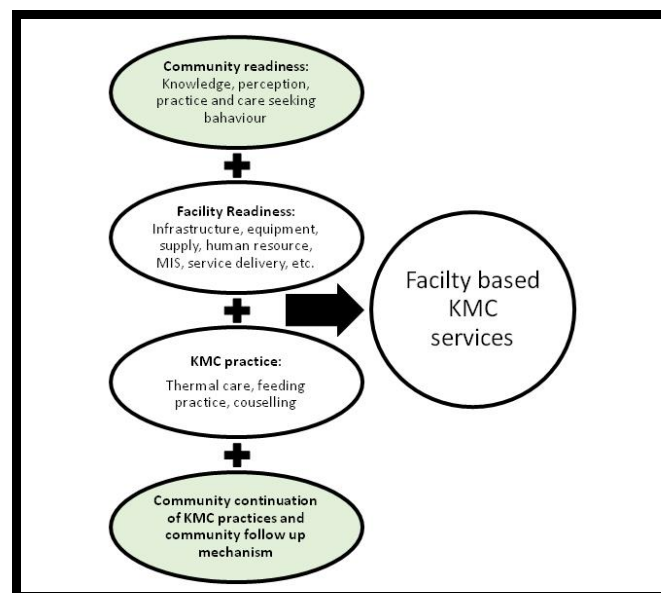 Community readiness:
Knowledge, perception,
practice and care seeking
bahaviour
Facility Readiness:
Infrastructure, equipment,
supply, human resource,
MIS, service delivery, etc.
KMC practice:
Thermal care, feeding
practice, couselling
Community continuation
of KMC practices and
community follow up
mechanism
Facilty based
KMC
services